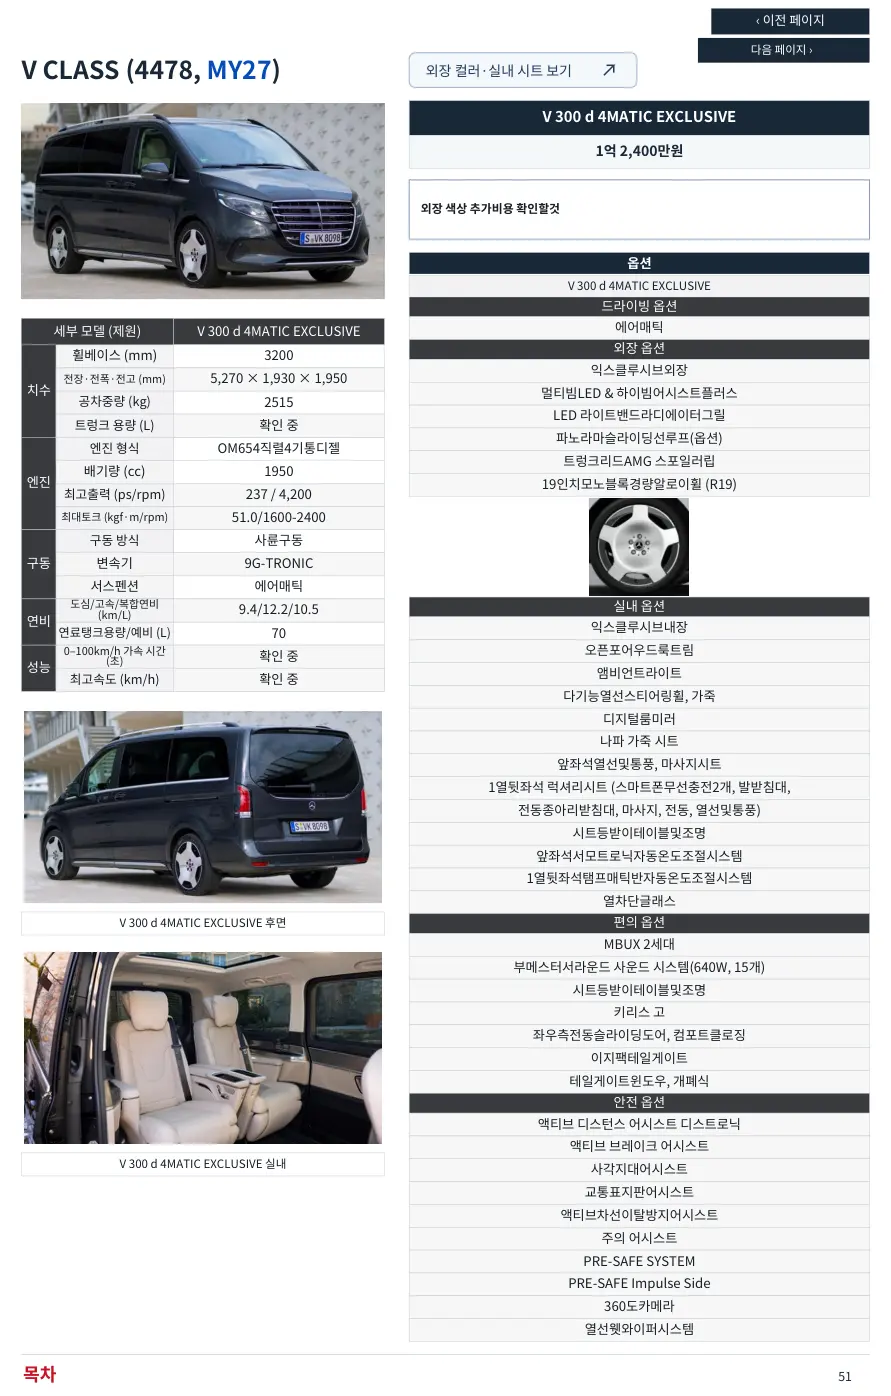 ‹ 이전 페이지
다음 페이지 ›
V CLASS (4478, MY27)
외장 컬러·실내 시트 보기
S VK 8098
세부 모델 (제원) V 300 d 4MATIC EXCLUSIVE
치수
휠베이스 (mm) 3200
전장·전폭·전고 (mm) 5,270 × 1,930 × 1,950
공차중량 (kg) 2515
트렁크 용량 (L) 확인 중
엔진
엔진 형식 OM654직렬4기통디젤
배기량 (cc) 1950
최고출력 (ps/rpm) 237 / 4,200
최대토크 (kgf·m/rpm) 51.0/1600-2400
구동
구동 방식 사륜구동
변속기 9G-TRONIC
서스펜션 에어매틱
연비
도심/고속/복합연비 (km/L) 9.4/12.2/10.5
연료탱크용량/예비 (L) 70
성능
0–100km/h 가속 시간 (초) 확인 중
최고속도 (km/h) 확인 중
S VK 8098
V 300 d 4MATIC EXCLUSIVE 후면
V 300 d 4MATIC EXCLUSIVE 실내
V 300 d 4MATIC EXCLUSIVE
1억 2,400만원
외장 색상 추가비용 확인할것
옵션
V 300 d 4MATIC EXCLUSIVE
드라이빙 옵션
에어매틱
외장 옵션
익스클루시브외장
멀티빔LED & 하이빔어시스트플러스
LED 라이트밴드라디에이터그릴
파노라마슬라이딩선루프(옵션)
트렁크리드AMG 스포일러립
19인치모노블록경량알로이휠 (R19)
실내 옵션
익스클루시브내장
오픈포어우드룩트림
앰비언트라이트
다기능열선스티어링휠, 가죽
디지털룸미러
나파 가죽 시트
앞좌석열선및통풍, 마사지시트
1열뒷좌석 럭셔리시트 (스마트폰무선충전2개, 발받침대,
전동종아리받침대, 마사지, 전동, 열선및통풍)
시트등받이테이블및조명
앞좌석서모트로닉자동온도조절시스템
1열뒷좌석탬프매틱반자동온도조절시스템
열차단글래스
편의 옵션
MBUX 2세대
부메스터서라운드 사운드 시스템(640W, 15개)
시트등받이테이블및조명
키리스 고
좌우측전동슬라이딩도어, 컴포트클로징
이지팩테일게이트
테일게이트윈도우, 개폐식
안전 옵션
액티브 디스턴스 어시스트 디스트로닉
액티브 브레이크 어시스트
사각지대어시스트
교통표지판어시스트
액티브차선이탈방지어시스트
주의 어시스트
PRE-SAFE SYSTEM
PRE-SAFE Impulse Side
360도카메라
열선웻와이퍼시스템
목차
51